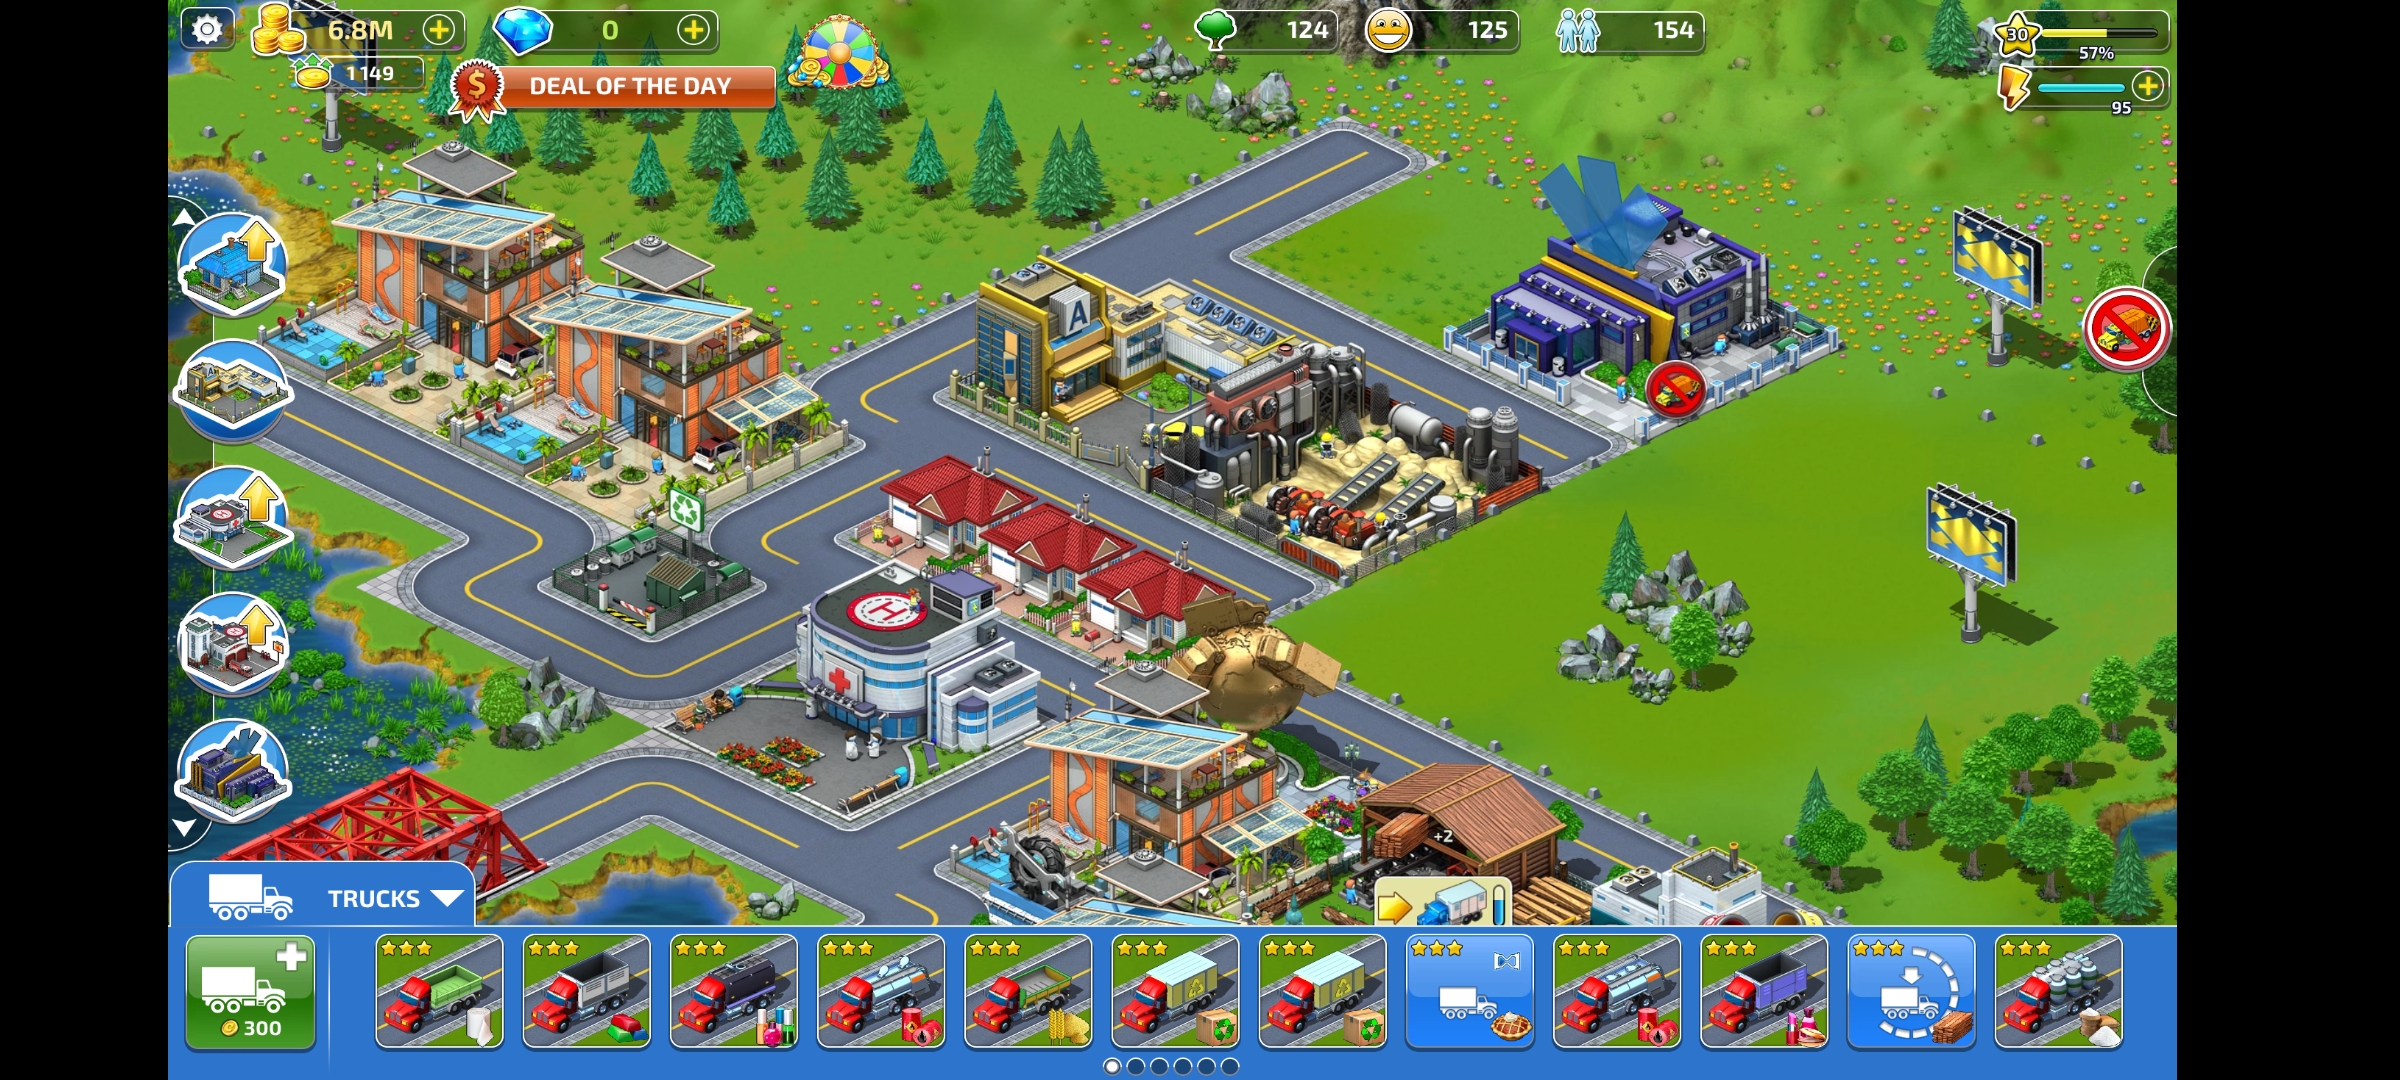 6.8M
0
124
125
154
30
57%
1149
DEAL OF THE DAY
95
A
H
+2
TRUCKS
300